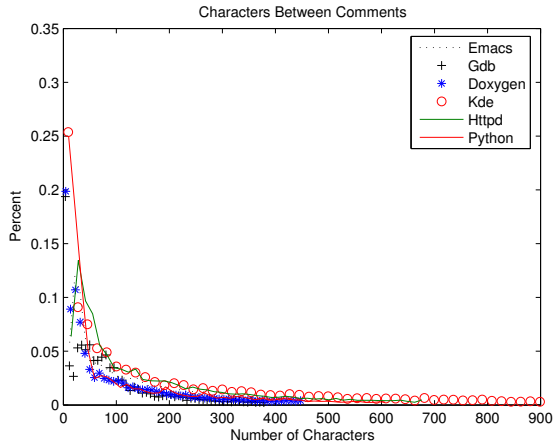 Characters Between Comments
0.35
0.3
0.25
0.2
0.15
0.1
0.05
0
Percent
Emacs
Gdb
Doxygen
Kde
Httpd
Python
0 100 200 300 400 500 600 700 800 900
Number of Characters